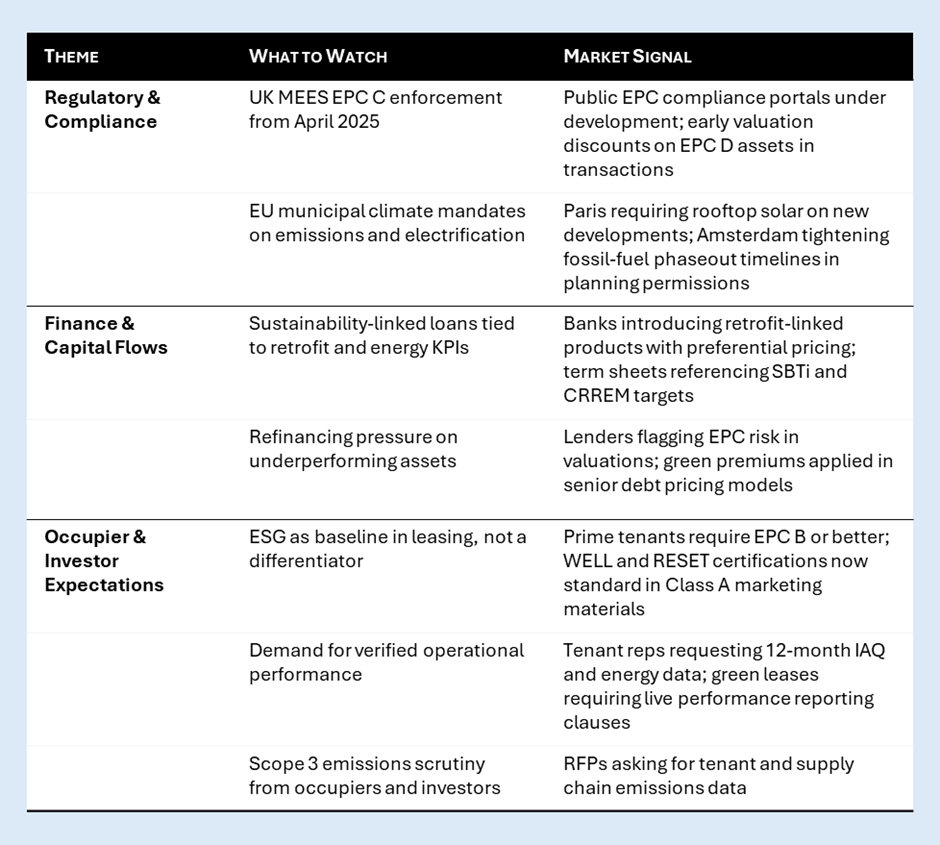 THEME
WHAT TO WATCH
MARKET SIGNAL
Regulatory &
Compliance
UK MEES EPC C enforcement
from April 2025
Public EPC compliance portals under
development; early valuation
discounts on EPC D assets in
transactions
EU municipal climate mandates
on emissions and electrification
Paris requiring rooftop solar on new
developments; Amsterdam tightening
fossil-fuel phaseout timelines in
planning permissions
Finance &
Capital Flows
Sustainability-linked loans tied
to retrofit and energy KPIs
Banks introducing retrofit-linked
products with preferential pricing;
term sheets referencing SBTi and
CRREM targets
Refinancing pressure on
underperforming assets
Lenders flagging EPC risk in
valuations; green premiums applied in
senior debt pricing models
Occupier &
Investor
Expectations
ESG as baseline in leasing, not a
differentiator
Prime tenants require EPC B or better;
WELL and RESET certifications now
standard in Class A marketing
materials
Demand for verified operational
performance
Tenant reps requesting 12-month IAQ
and energy data; green leases
requiring live performance reporting
clauses
Scope 3 emissions scrutiny
from occupiers and investors
RFPs asking for tenant and supply
chain emissions data